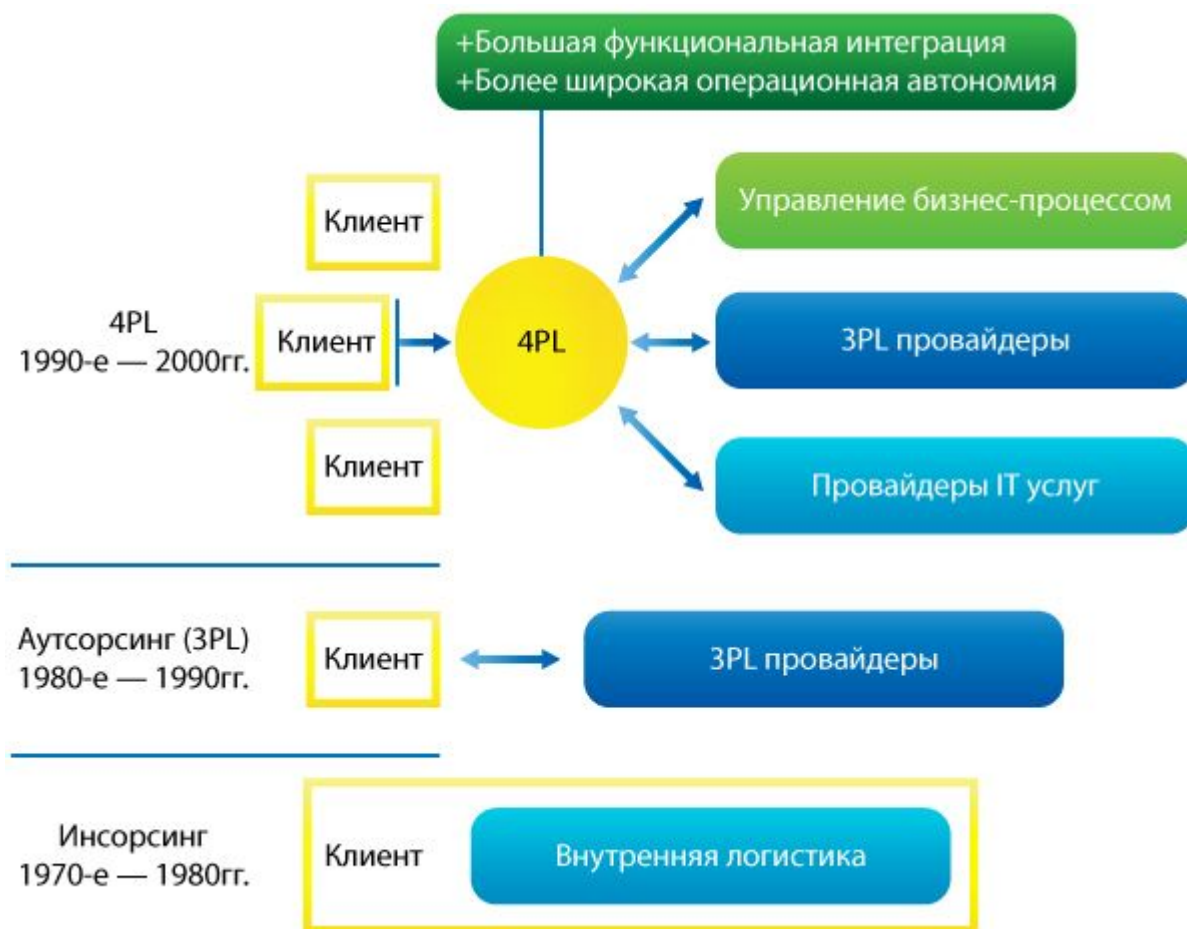 +Большая функциональная интеграция
+Более широкая операционная автономия
Управление бизнес-процессом
Клиент
4PL
1990-е — 2000гг.
Клиент
4PL
3PL провайдеры
Клиент
Провайдеры IT услуг
Аутсорсинг (3PL)
1980-е — 1990гг.
Клиент
3PL провайдеры
Инсорсинг
1970-е — 1980гг.
Клиент
Внутренняя логистика